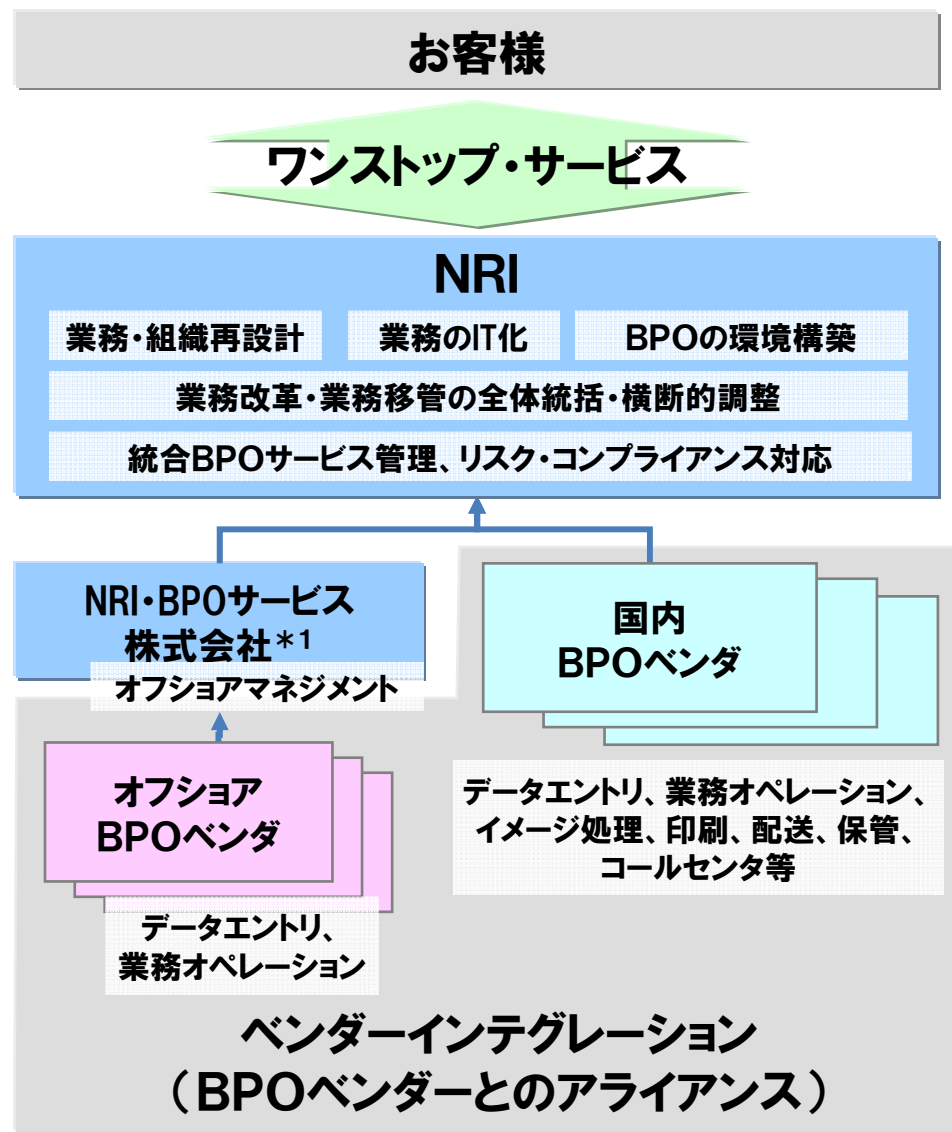 お客様
ワンストップ・サービス
NRI
業務・組織再設計
業務のIT化
BPOの環境構築
業務改革・業務移管の全体統括・横断的調整
統合BPOサービス管理、リスク・コンプライアンス対応
NRI・BPOサービス
株式会社*1
オフショアマネジメント
国内
BPOベンダ
オフショア
BPOベンダ
データエントリ、業務オペレーション、
イメージ処理、印刷、配送、保管、
コールセンタ等
データエントリ、
業務オペレーション
ベンダーインテグレーション
（BPOベンダーとのアライアンス）